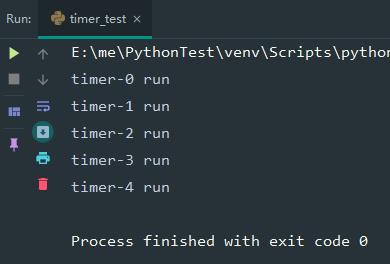 Run: timer_test ×
E:\me\PythonTest\venv\Scripts\python
timer-0 run
timer-1 run
timer-2 run
timer-3 run
timer-4 run
Process finished with exit code 0